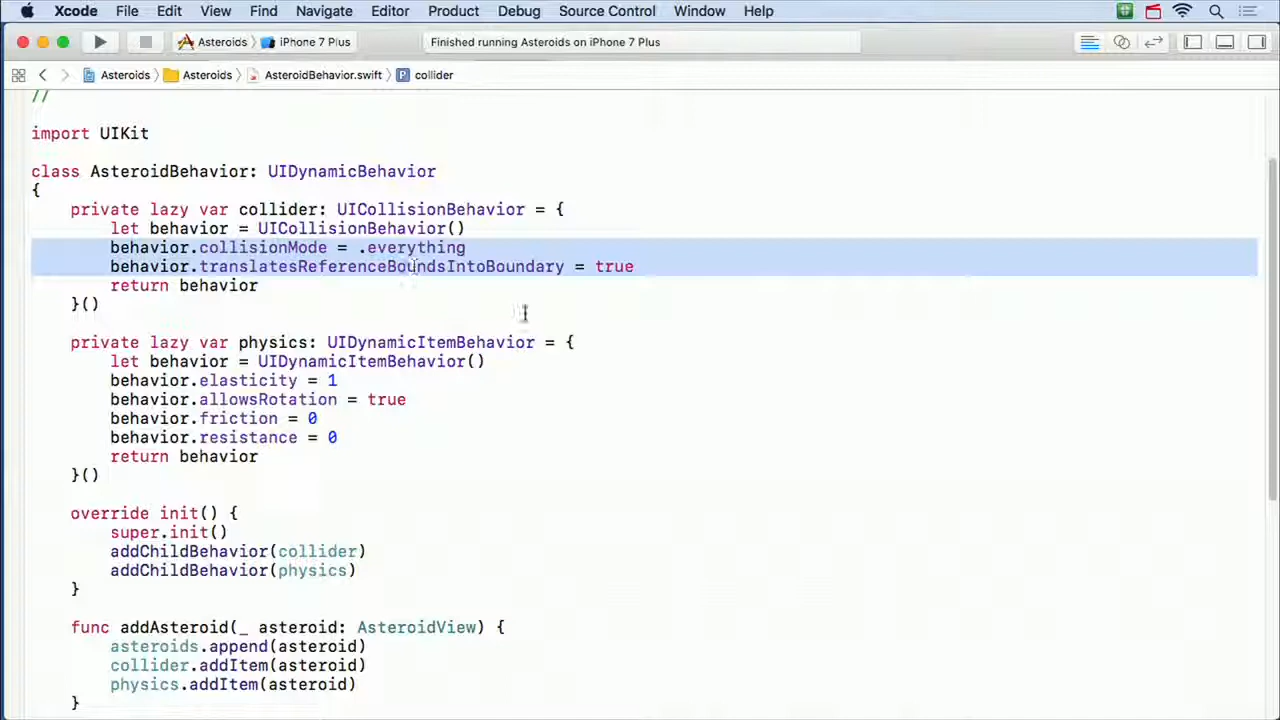 Xcode File Edit View Find Navigate Editor Product Debug Source Control Window Help
Asteroids iPhone 7 Plus Finished running Asteroids on iPhone 7 Plus
Asteroids Asteroids AsteroidBehavior.swift P collider
//
import UIKit
class AsteroidBehavior: UIDynamicBehavior
{
private lazy var collider: UICollisionBehavior = {
let behavior = UICollisionBehavior()
behavior.collisionMode = .everything
behavior.translatesReferenceBoundsIntoBoundary = true
return behavior
}()
private lazy var physics: UIDynamicItemBehavior = {
let behavior = UIDynamicItemBehavior()
behavior.elasticity = 1
behavior.allowsRotation = true
behavior.friction = 0
behavior.resistance = 0
return behavior
}()
override init() {
super.init()
addChildBehavior(collider)
addChildBehavior(physics)
}
func addAsteroid(_ asteroid: AsteroidView) {
asteroids.append(asteroid)
collider.addItem(asteroid)
physics.addItem(asteroid)
}